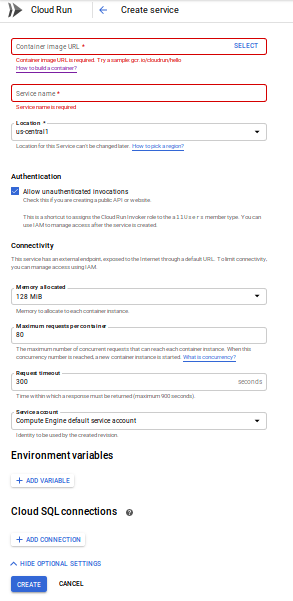 Cloud Run
Create service
Container image URL *
SELECT
Container image URL is required. Try a sample: gcr.io/cloudrun/hello
How to build a container?
Service name *
Service name is required
Location *
us-central1
Location for this Service can't be changed later. How to pick a region?
Authentication
Allow unauthenticated invocations
Check this if you are creating a public API or website.
This is a shortcut to assigns the Cloud Run Invoker role to the allUsers member type. You can
use IAM to manage access after the service is created.
Connectivity
This service has an external endpoint, exposed to the Internet through a default URL. To limit connectivity,
you can manage access using IAM.
Memory allocated
128 MiB
Memory to allocate to each container instance.
Maximum requests per container
80
The maximum number of concurrent requests that can reach each container instance. When this
concurrency number is reached, a new container instance is started. What is concurrency?
Request timeout
300
seconds
Time within which a response must be returned (maximum 900 seconds).
Service account
Compute Engine default service account
Identity to be used by the created revision.
Environment variables
+ ADD VARIABLE
Cloud SQL connections
+ ADD CONNECTION
HIDE OPTIONAL SETTINGS
CREATE
CANCEL